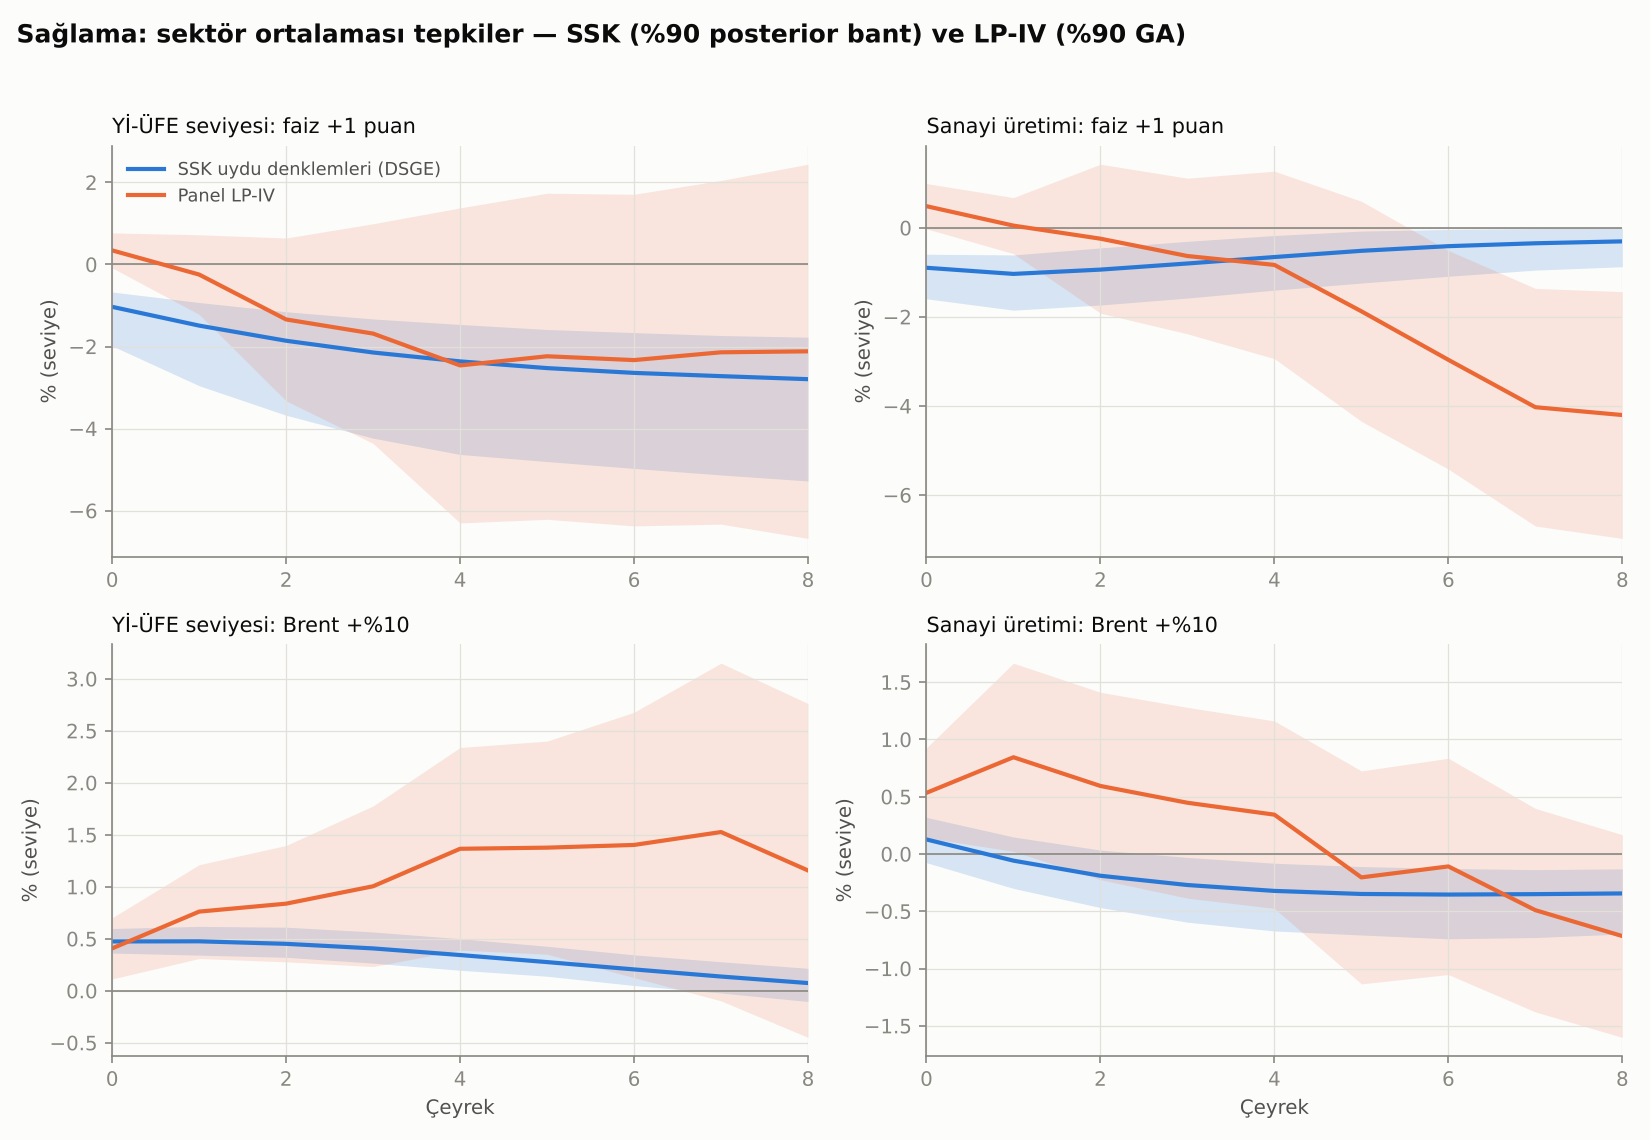 Sağlama: sektör ortalaması tepkiler — SSK (%90 posterior bant) ve LP-IV (%90 GA)
Yİ-ÜFE seviyesi: faiz +1 puan
SSK uydu denklemleri (DSGE)
Panel LP-IV
% (seviye)
2
0
−2
−4
−6
0 2 4 6 8
Sanayi üretimi: faiz +1 puan
% (seviye)
0
−2
−4
−6
0 2 4 6 8
Yİ-ÜFE seviyesi: Brent +%10
% (seviye)
3.0
2.5
2.0
1.5
1.0
0.5
0.0
−0.5
0 2 4 6 8
Çeyrek
Sanayi üretimi: Brent +%10
% (seviye)
1.5
1.0
0.5
0.0
−0.5
−1.0
−1.5
0 2 4 6 8
Çeyrek